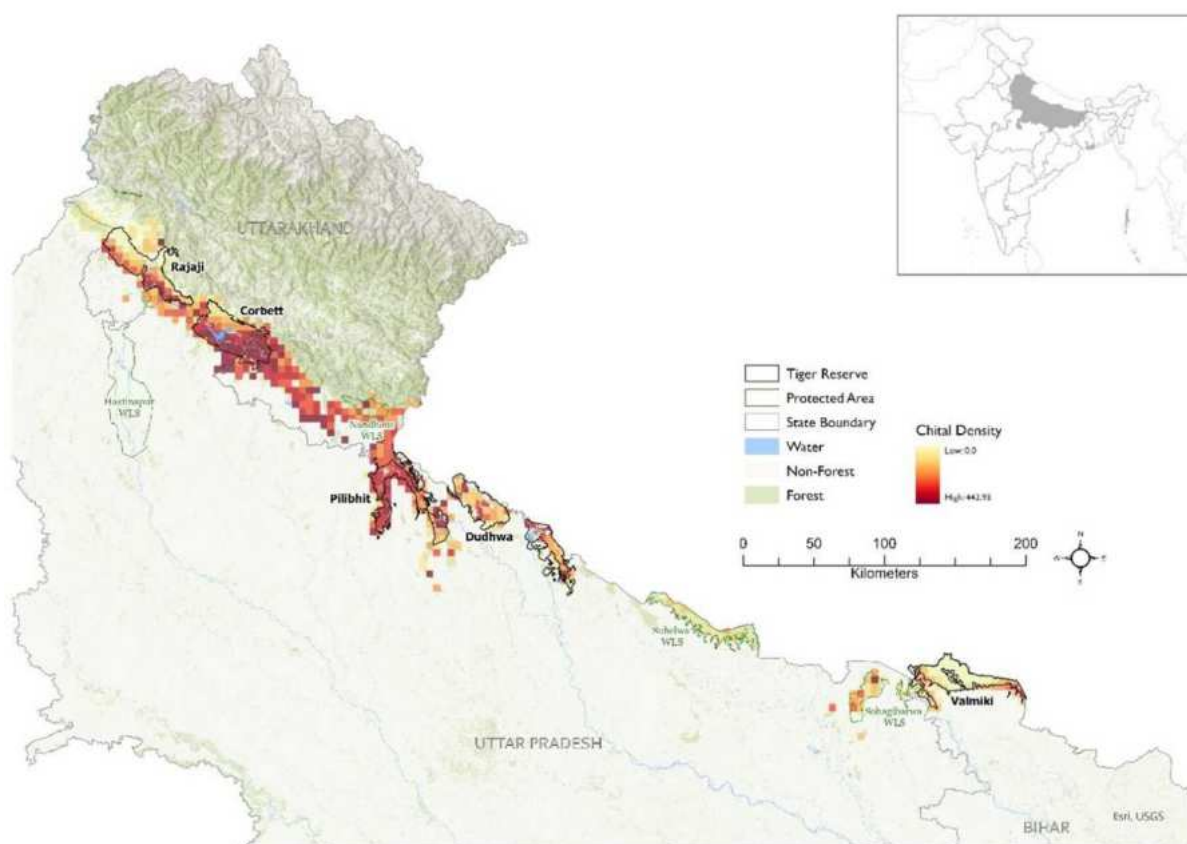 UTTARAKHAND
Rajaji
Corbett
Hastinapur
WLS
Nandhaur
WLS
Pilibhit
Dudhwa
Suhelwa
WLS
Sohagibarwa
WLS
Valmiki
UTTAR PRADESH
BIHAR
Tiger Reserve
Protected Area
State Boundary
Water
Non-Forest
Forest
Chital Density
Low: 0.0
High: 442.93
0 50 100 200
Kilometers
N
W E
S
Esri, USGS